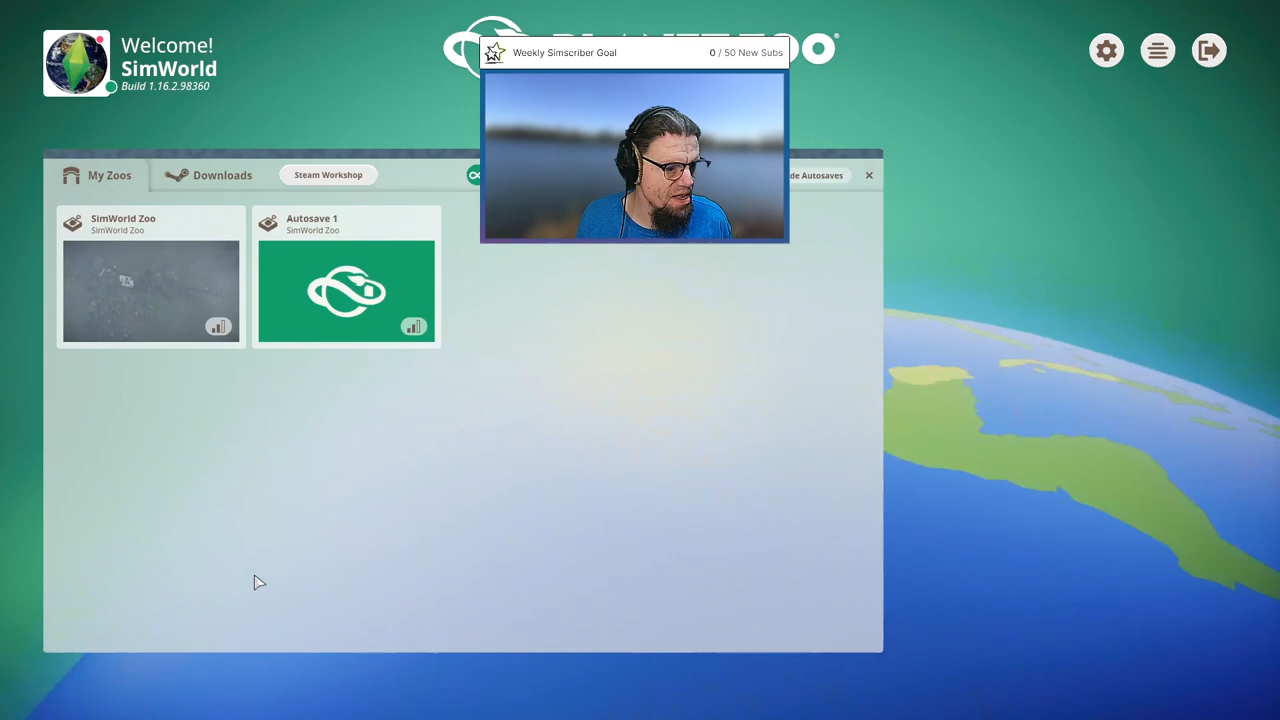 Welcome!
SimWorld
Build 1.16.2.98360
Weekly Simscriber Goal 0 / 50 New Subs
My Zoos
Downloads
Steam Workshop
de Autosaves
SimWorld Zoo
SimWorld Zoo
Autosave 1
SimWorld Zoo